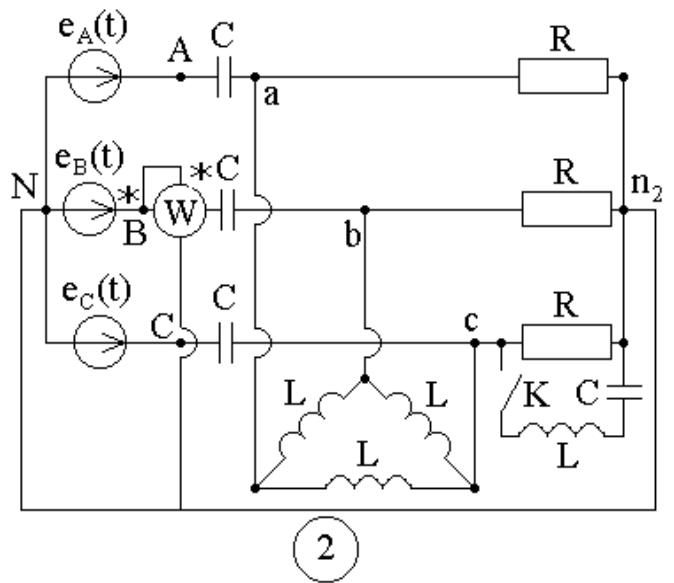 e_A(t) A C R
a
e_B(t) * * C R n_2
N W
B b
e_C(t) C C c R
K C
L L
L L
2